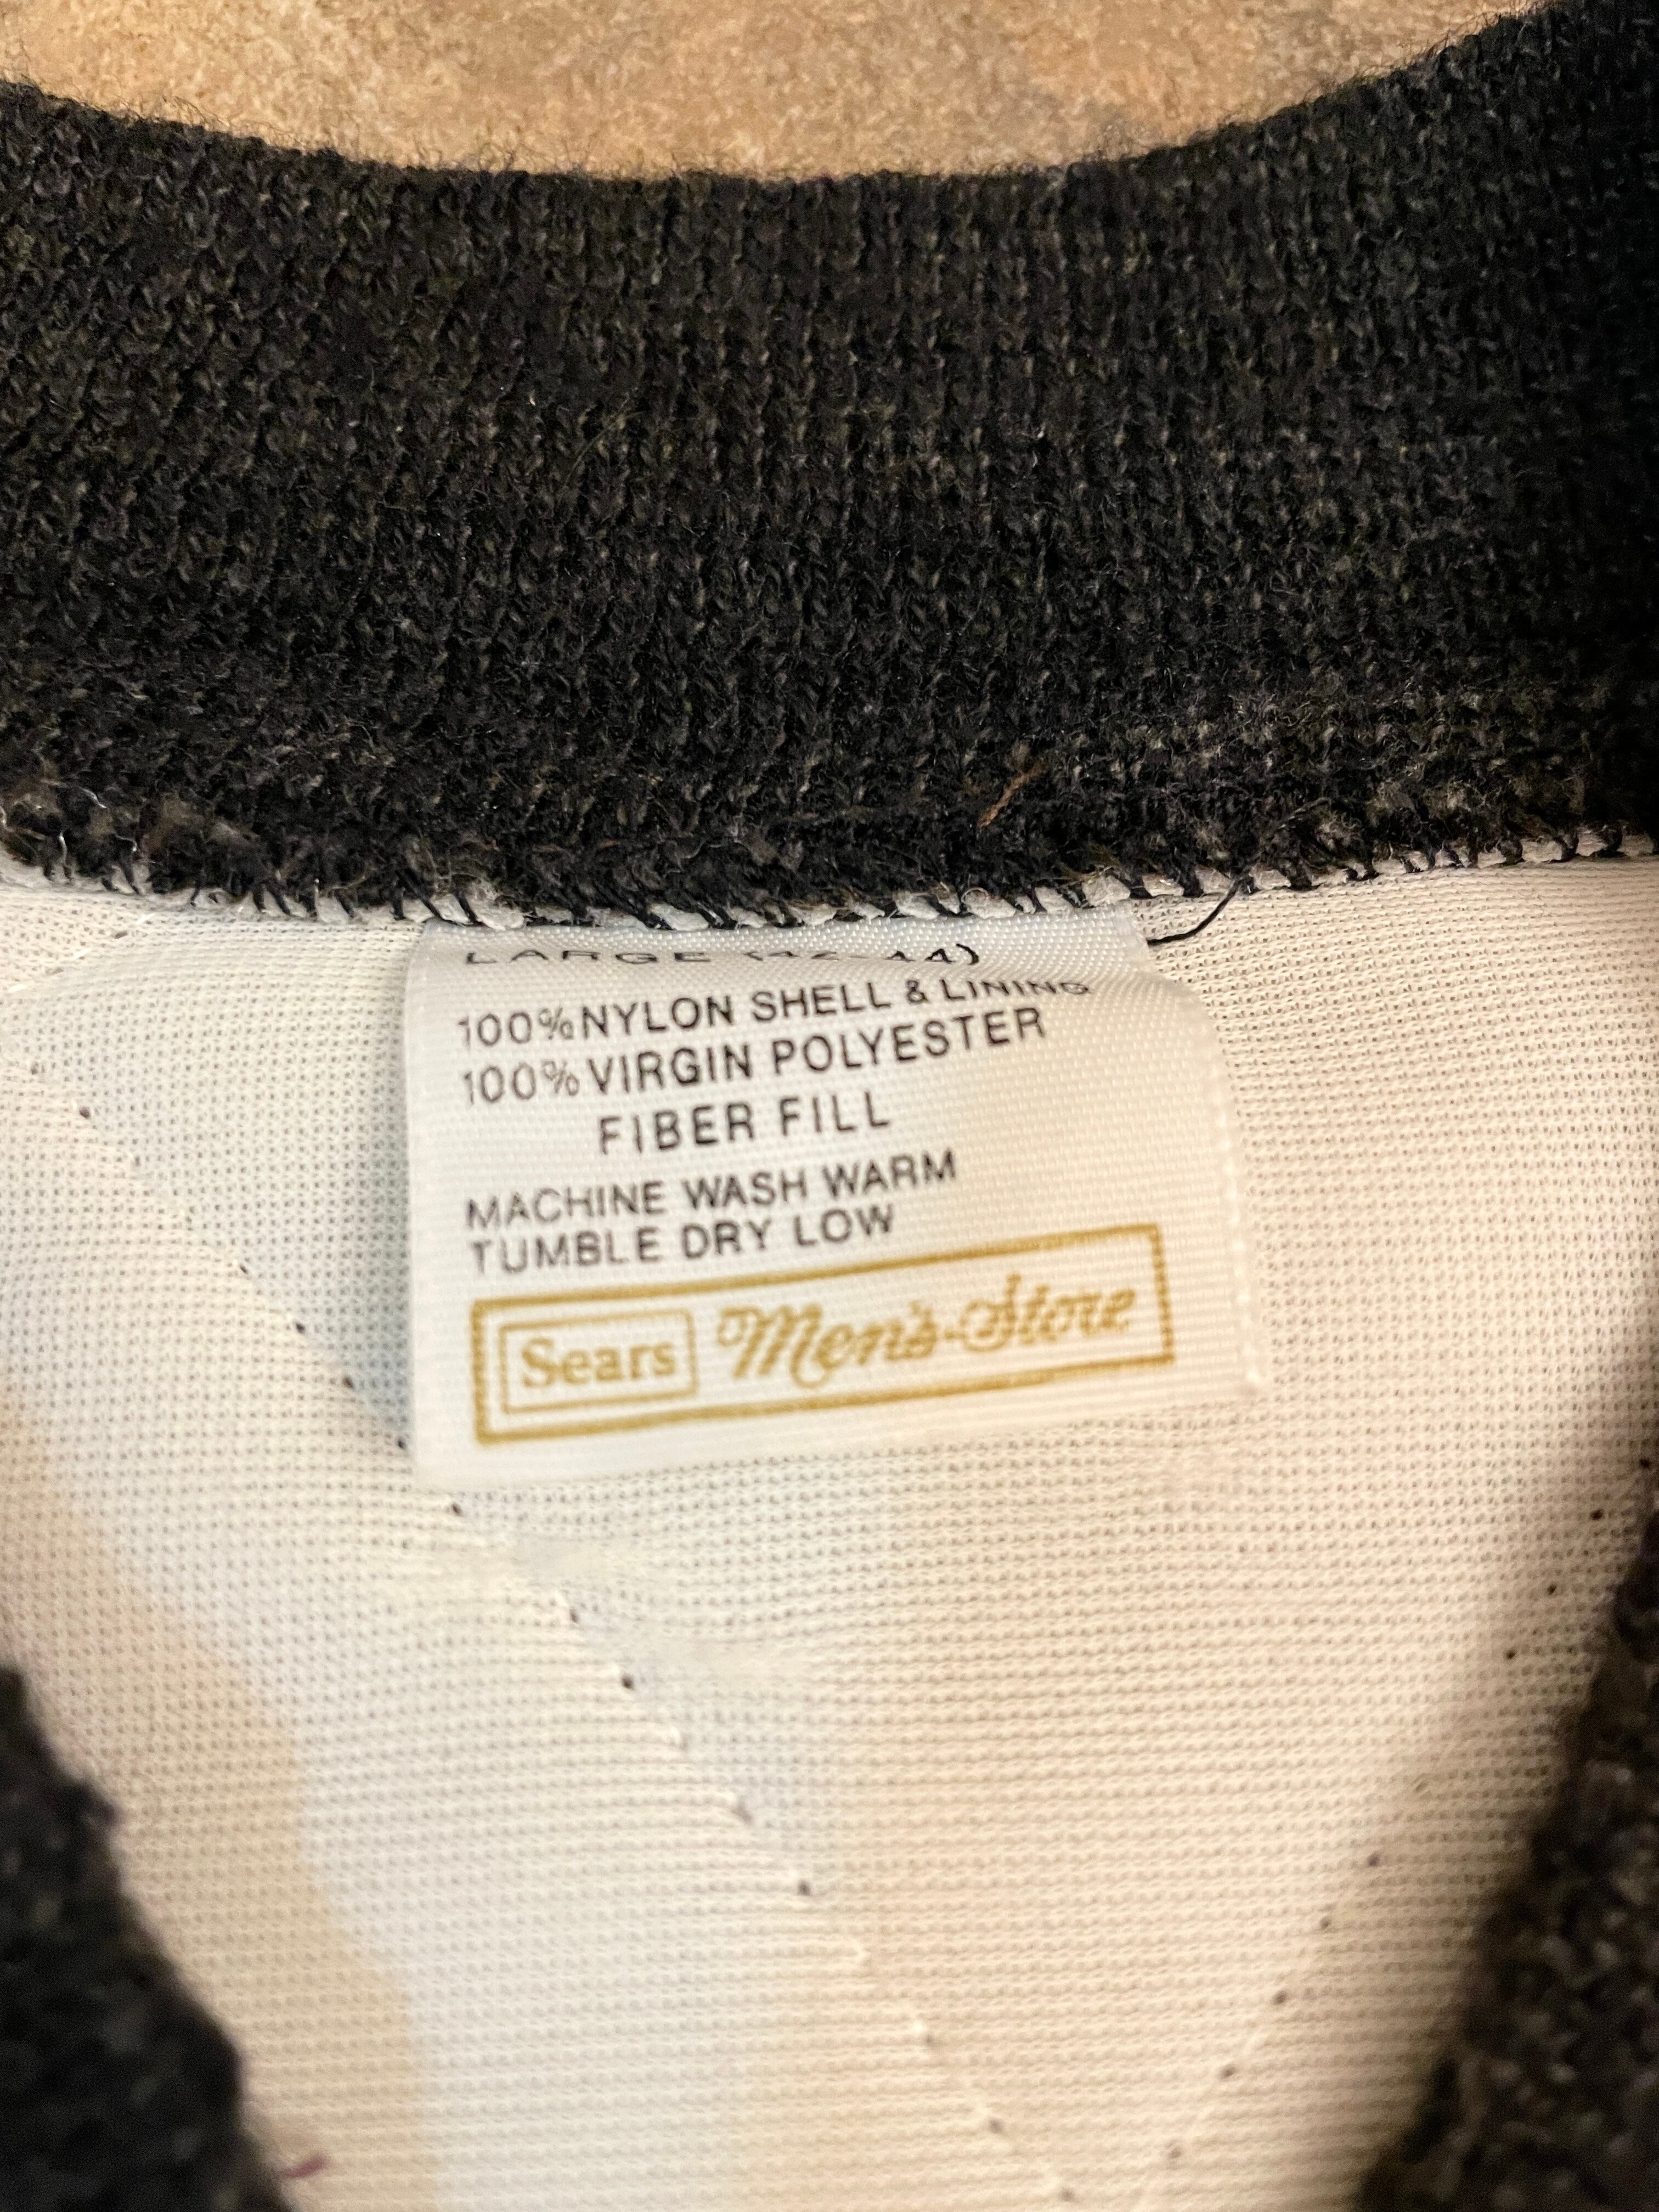 LARGE (42-44)
100% NYLON SHELL & LINING
100% VIRGIN POLYESTER
FIBER FILL
MACHINE WASH WARM
TUMBLE DRY LOW
Sears Men's Store